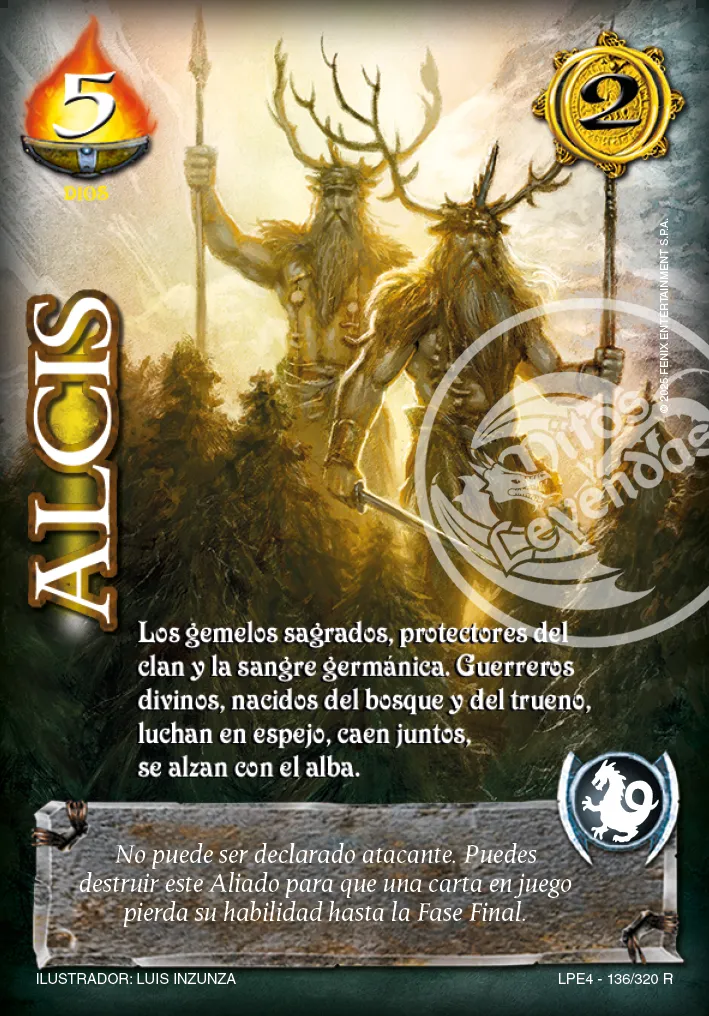 5
DIOS
2
ALCIS
© 2025 FENIX ENTERTAINMENT S.P.A.
Mitos
y
Leyendas
Los gemelos sagrados, protectores del
clan y la sangre germánica. Guerreros
divinos, nacidos del bosque y del trueno,
luchan en espejo, caen juntos,
se alzan con el alba.
No puede ser declarado atacante. Puedes
destruir este Aliado para que una carta en juego
pierda su habilidad hasta la Fase Final.
ILUSTRADOR: LUIS INZUNZA
LPE4 - 136/320 R